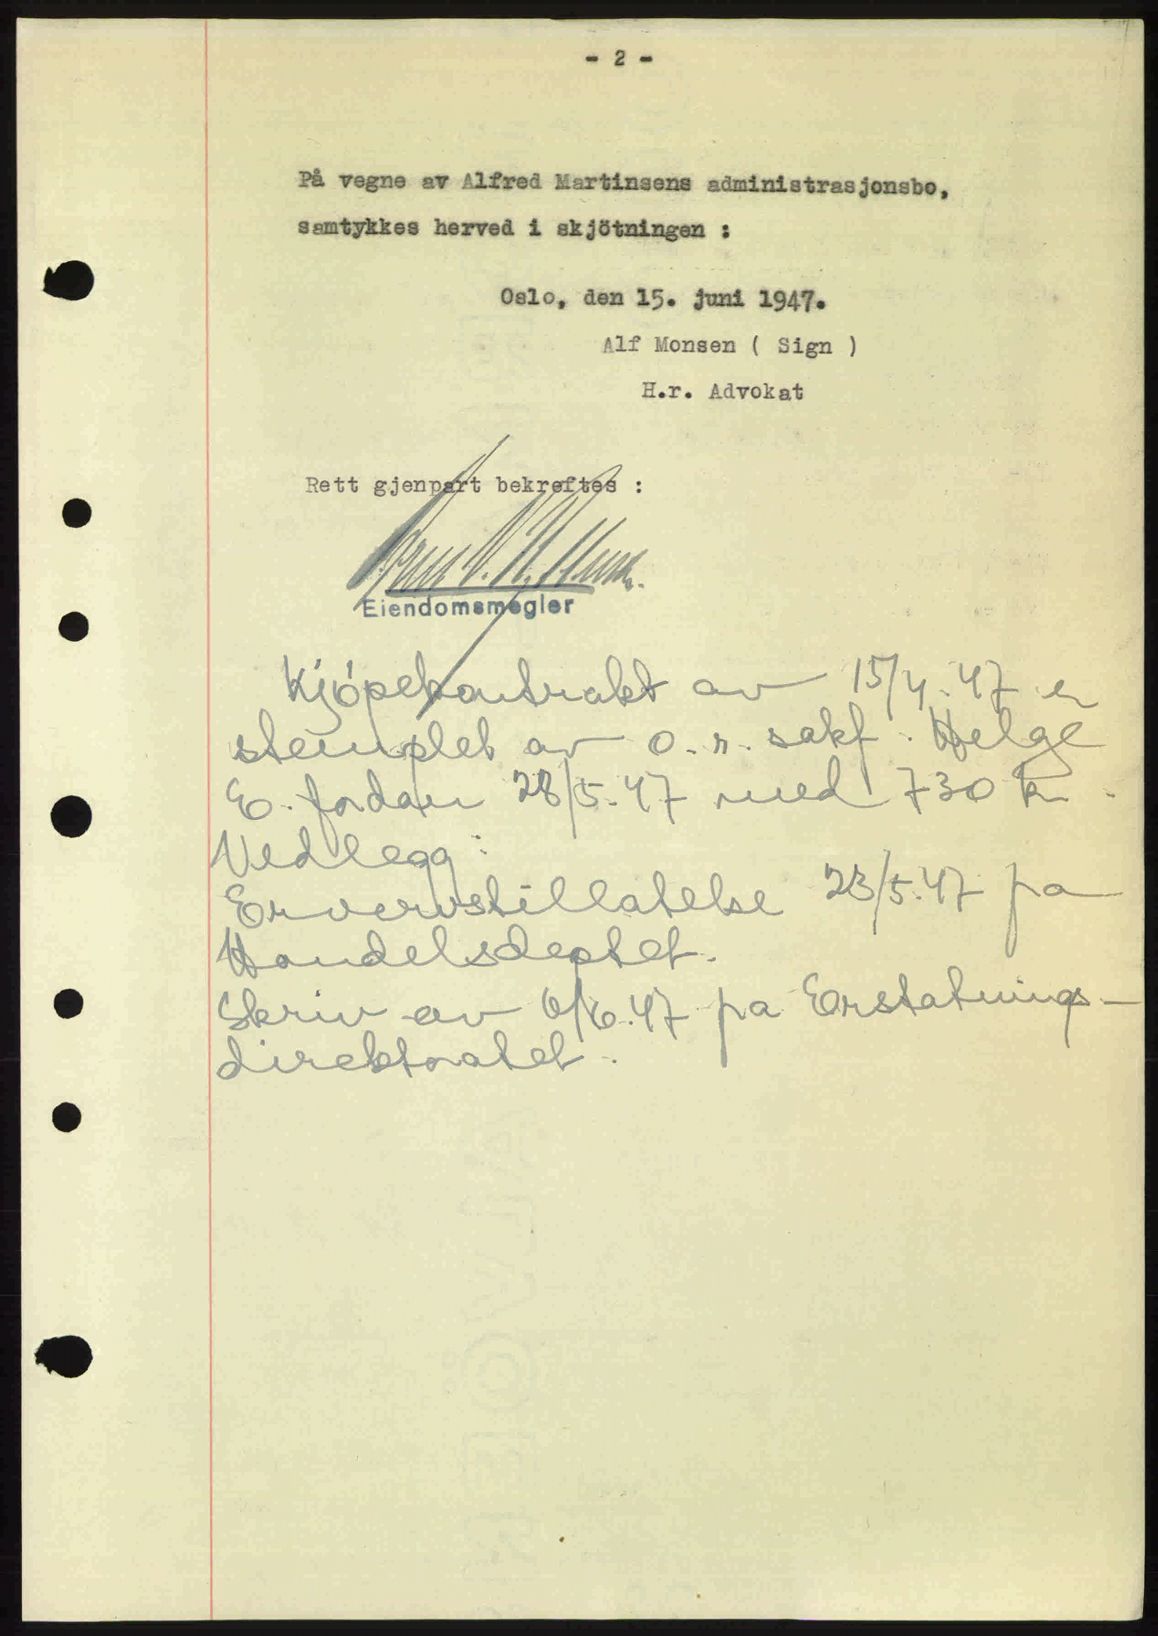 - 2 -
På vegne av Alfred Martinsens administrasjonsbo,
samtykkes herved i skjötningen :
Oslo, den 15. juni 1947.
Alf Monsen ( Sign )
H.r. Advokat
Rett gjenpart bekreftes :
Eiendomsmegler
Kjöpekontrakt av 15/4.47 er
stemplet av o.r.sakf. Helge
E. Jordan 28/5.47 med 730 kr.
Vedlegg:
Ervervstillatelse 23/5.47 fra
Handelsdeptet.
Skriv av 6/6.47 fra Erstatnings-
direktoratet.